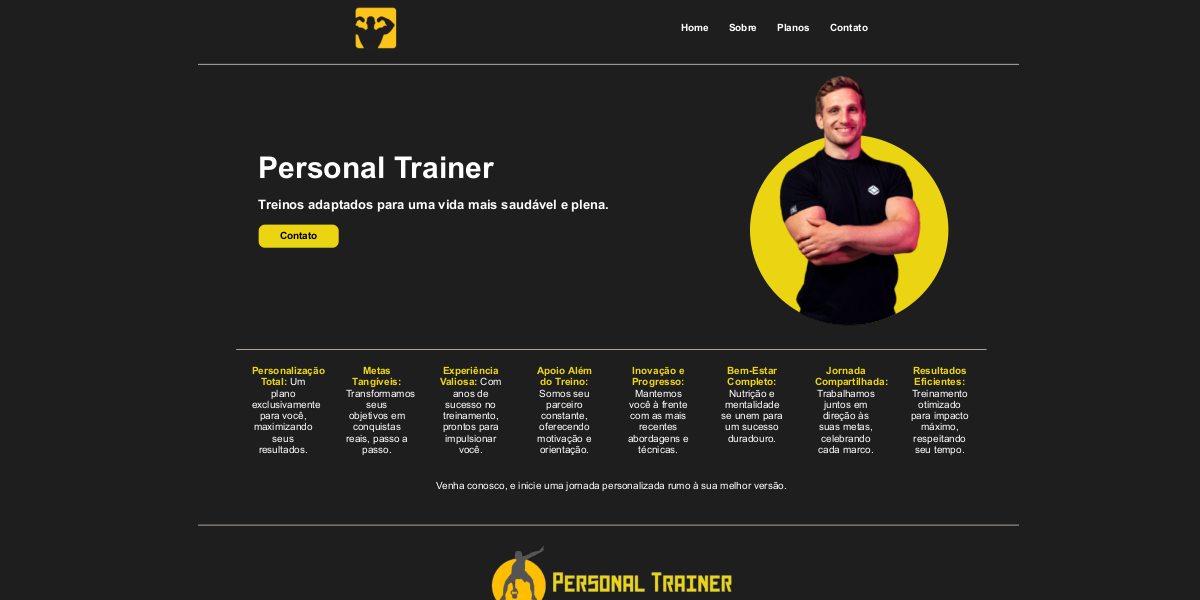 Home Sobre Planos Contato
Personal Trainer
Treinos adaptados para uma vida mais saudável e plena.
Contato
Personalização
Total: Um
plano
exclusivamente
para você,
maximizando
seus
resultados.
Metas
Tangíveis:
Transformamos
seus
objetivos em
conquistas
reais, passo a
passo.
Experiência
Valiosa: Com
anos de
sucesso no
treinamento,
prontos para
impulsionar
você.
Apoio Além
do Treino:
Somos seu
parceiro
constante,
oferecendo
motivação e
orientação.
Inovação e
Progresso:
Mantemos
você à frente
com as mais
recentes
abordagens e
técnicas.
Bem-Estar
Completo:
Nutrição e
mentalidade
se unem para
um sucesso
duradouro.
Jornada
Compartilhada:
Trabalhamos
juntos em
direção às
suas metas,
celebrando
cada marco.
Resultados
Eficientes:
Treinamento
otimizado
para impacto
máximo,
respeitando
seu tempo.
Venha conosco, e inicie uma jornada personalizada rumo à sua melhor versão.
Personal Trainer